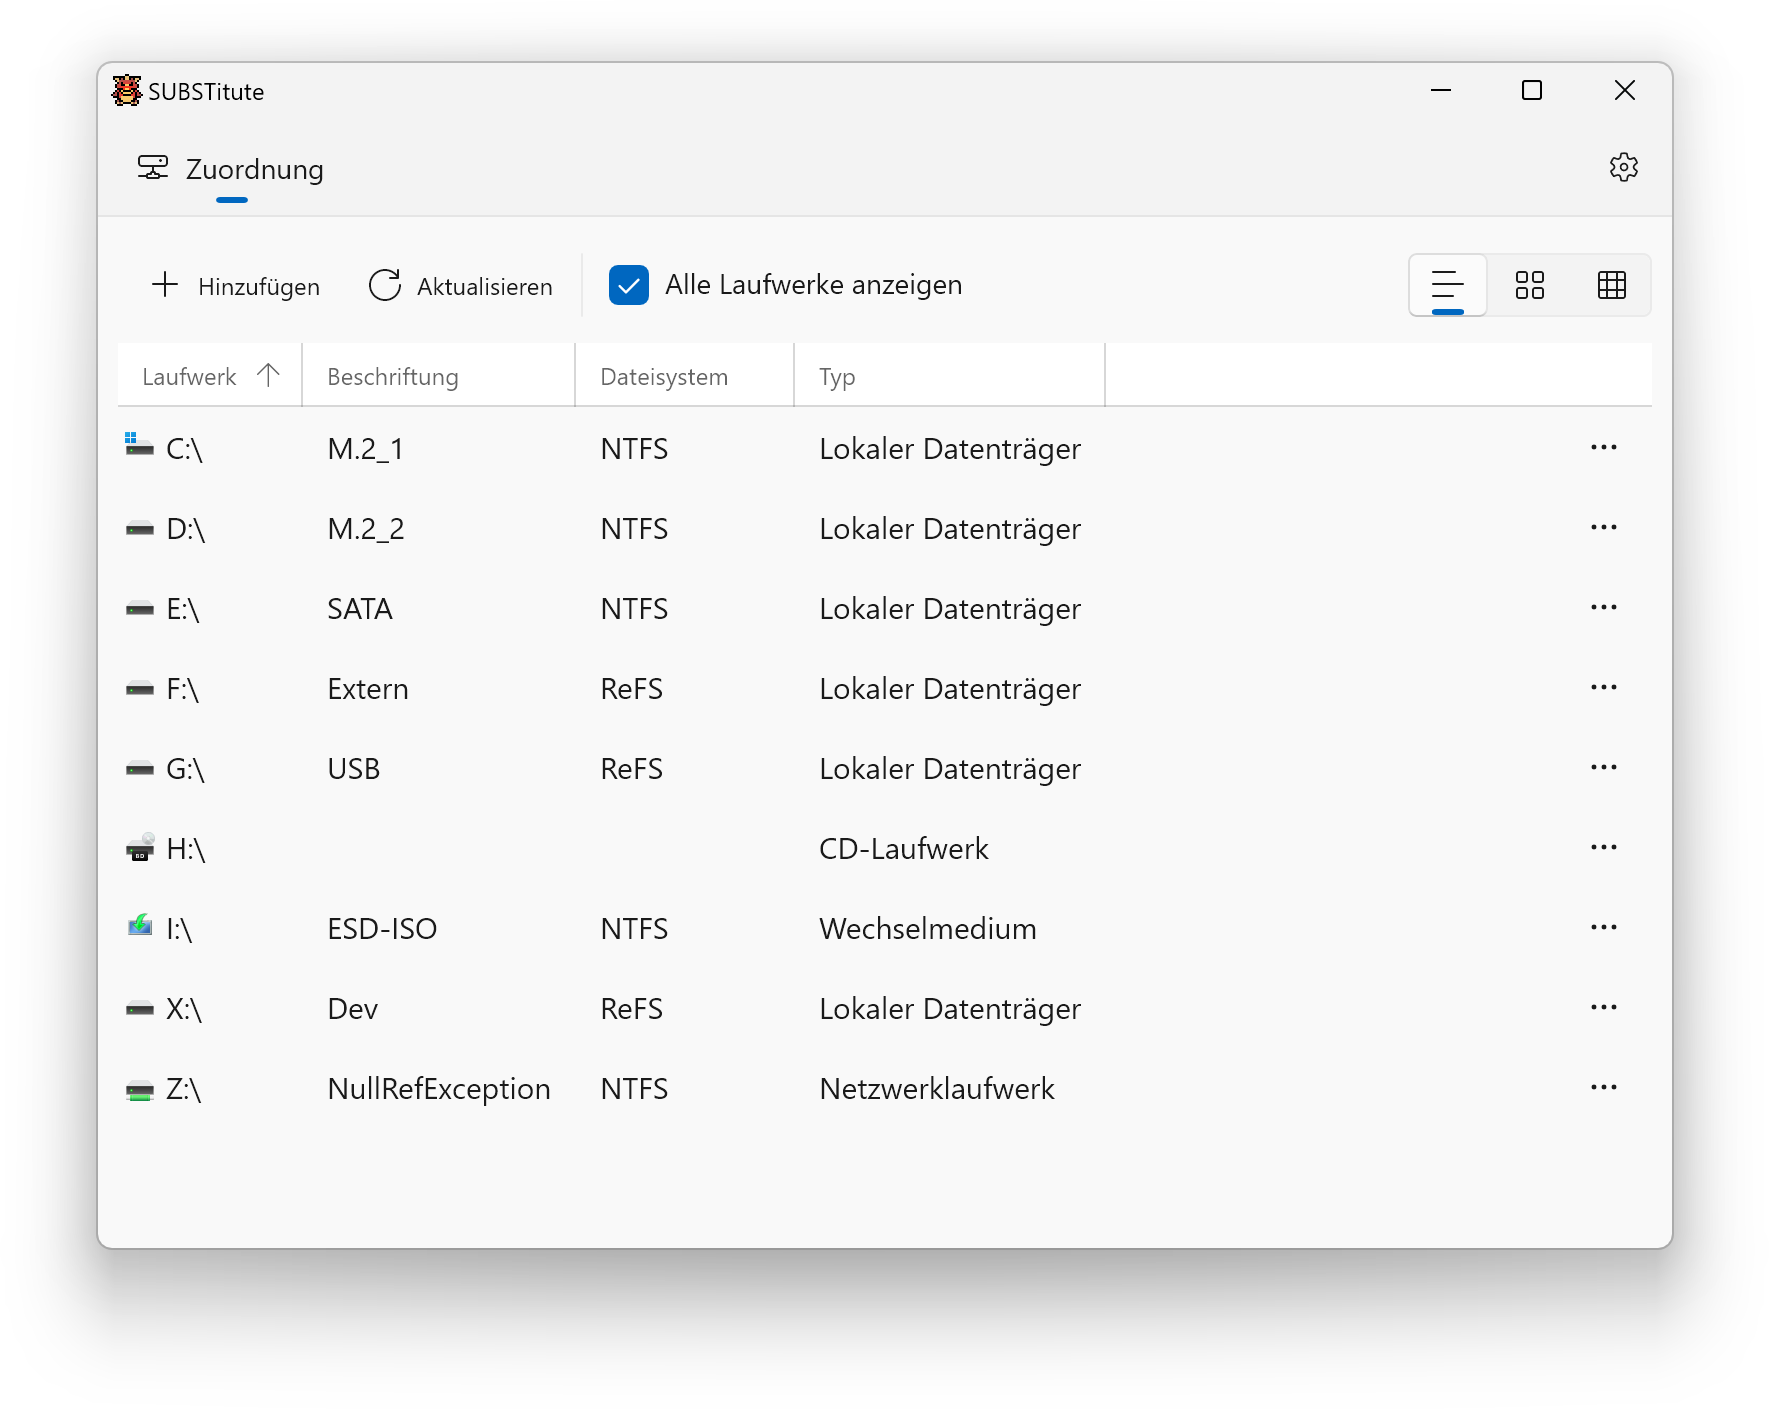 SUBSTitute
Zuordnung
Hinzufügen Aktualisieren Alle Laufwerke anzeigen
Laufwerk Beschriftung Dateisystem Typ
C:\ M.2_1 NTFS Lokaler Datenträger
D:\ M.2_2 NTFS Lokaler Datenträger
E:\ SATA NTFS Lokaler Datenträger
F:\ Extern ReFS Lokaler Datenträger
G:\ USB ReFS Lokaler Datenträger
BD H:\ CD-Laufwerk
I:\ ESD-ISO NTFS Wechselmedium
X:\ Dev ReFS Lokaler Datenträger
Z:\ NullRefException NTFS Netzwerklaufwerk